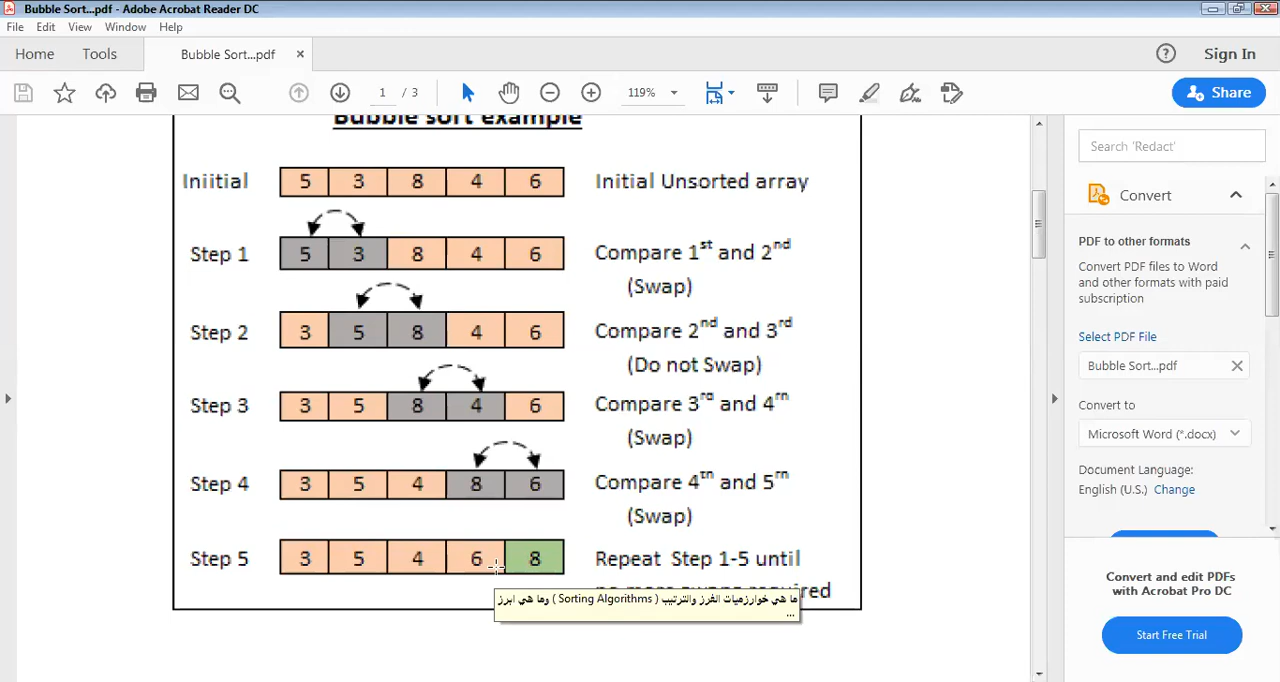 Bubble Sort...pdf - Adobe Acrobat Reader DC
File Edit View Window Help
Home Tools Bubble Sort...pdf × Sign In
1 / 3 119% Share
Bubble sort example
Iniitial 5 3 8 4 6 Initial Unsorted array
Step 1 5 3 8 4 6 Compare 1st and 2nd
(Swap)
Step 2 3 5 8 4 6 Compare 2nd and 3rd
(Do not Swap)
Step 3 3 5 8 4 6 Compare 3rd and 4th
(Swap)
Step 4 3 5 4 8 6 Compare 4th and 5th
(Swap)
Step 5 3 5 4 6 8 Repeat Step 1-5 until
no more swaps required
ما هي خوارزميات الفرز والترتيب ( Sorting Algorithms ) وما هي ابرز
...
Search 'Redact'
Convert
PDF to other formats
Convert PDF files to Word
and other formats with paid
subscription
Select PDF File
Bubble Sort...pdf
Convert to
Microsoft Word (*.docx)
Document Language:
English (U.S.) Change
Convert and edit PDFs
with Acrobat Pro DC
Start Free Trial